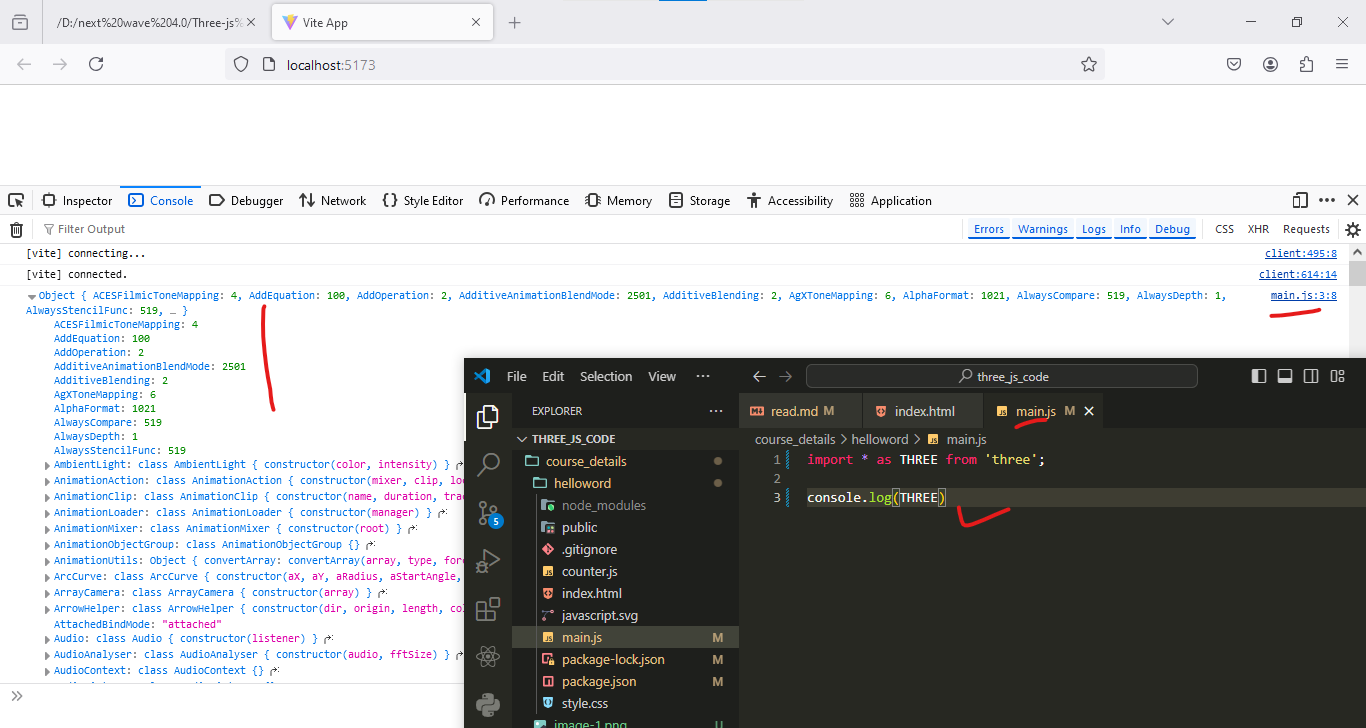 /D:/next%20wave%204.0/Three-js%
Vite App
localhost:5173
Inspector
Console
Debugger
Network
Style Editor
Performance
Memory
Storage
Accessibility
Application
Filter Output
Errors
Warnings
Logs
Info
Debug
CSS
XHR
Requests
[vite] connecting... client:495:8
[vite] connected. client:614:14
Object { ACESFilmicToneMapping: 4, AddEquation: 100, AddOperation: 2, AdditiveAnimationBlendMode: 2501, AdditiveBlending: 2, AgXToneMapping: 6, AlphaFormat: 1021, AlwaysCompare: 519, AlwaysDepth: 1, main.js:3:8
AlwaysStencilFunc: 519, … }
ACESFilmicToneMapping: 4
AddEquation: 100
AddOperation: 2
AdditiveAnimationBlendMode: 2501
AdditiveBlending: 2
AgXToneMapping: 6
AlphaFormat: 1021
AlwaysCompare: 519
AlwaysDepth: 1
AlwaysStencilFunc: 519
AmbientLight: class AmbientLight { constructor(color, intensity) }
AnimationAction: class AnimationAction { constructor(mixer, clip, lo
AnimationClip: class AnimationClip { constructor(name, duration, tra
AnimationLoader: class AnimationLoader { constructor(manager) }
AnimationMixer: class AnimationMixer { constructor(root) }
AnimationObjectGroup: class AnimationObjectGroup {}
AnimationUtils: Object { convertArray: convertArray(array, type, for
ArcCurve: class ArcCurve { constructor(aX, aY, aRadius, aStartAngle,
ArrayCamera: class ArrayCamera { constructor(array) }
ArrowHelper: class ArrowHelper { constructor(dir, origin, length, co
AttachedBindMode: "attached"
Audio: class Audio { constructor(listener) }
AudioAnalyser: class AudioAnalyser { constructor(audio, fftSize) }
AudioContext: class AudioContext {}
File Edit Selection View ···
three_js_code
EXPLORER
THREE_JS_CODE
course_details
helloword
node_modules
public
.gitignore
counter.js
index.html
javascript.svg
main.js M
package-lock.json M
package.json M
style.css
image-1.png U
5
read.md M
index.html
main.js M
course_details > helloword > main.js
1 import * as THREE from 'three';
2
3 console.log(THREE)